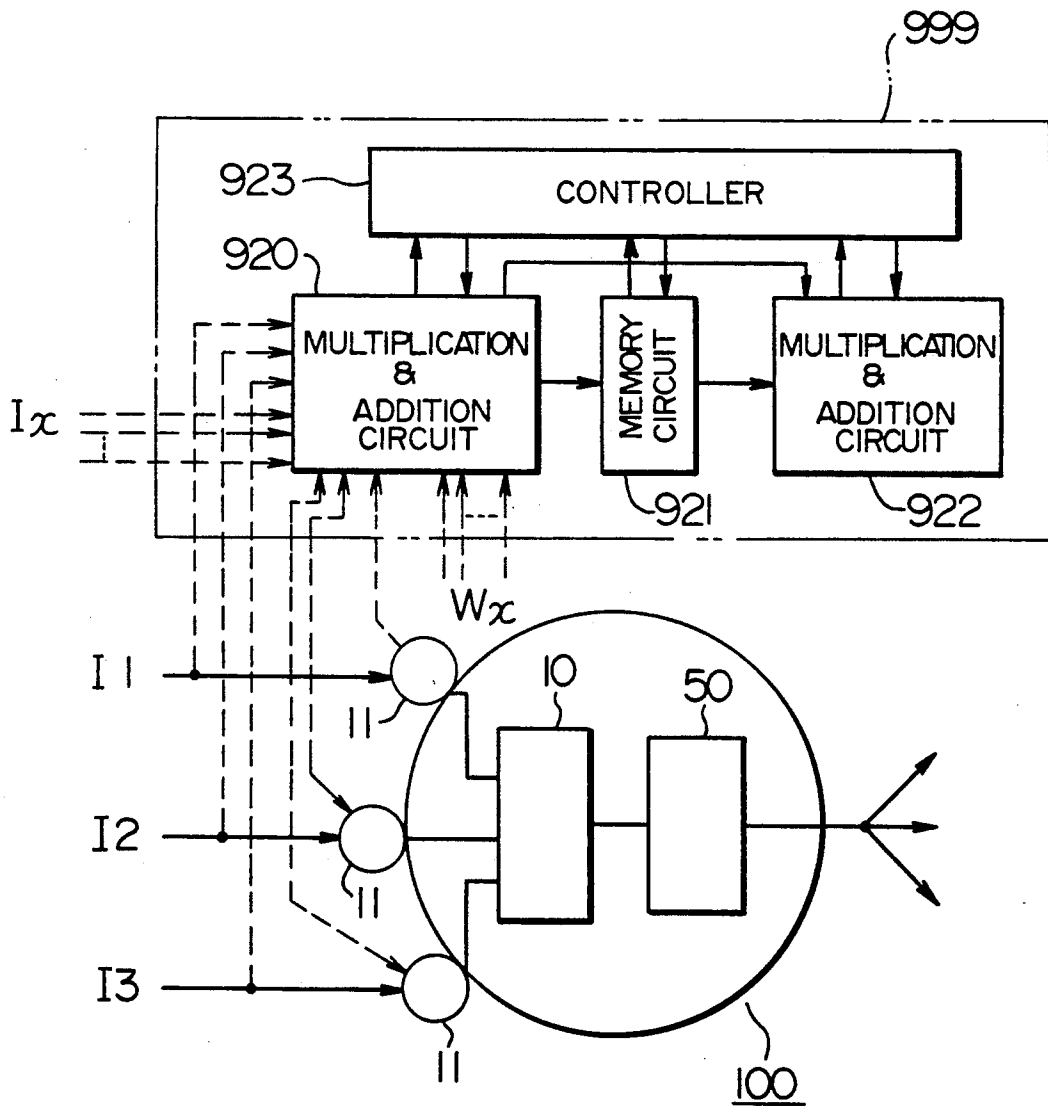 999
923
CONTROLLER
920
MULTIPLICATION
&
ADDITION
CIRCUIT
MEMORY
CIRCUIT
MULTIPLICATION
&
ADDITION
CIRCUIT
Ix
921
922
Wx
I1
11
10
50
I2
11
I3
11
100